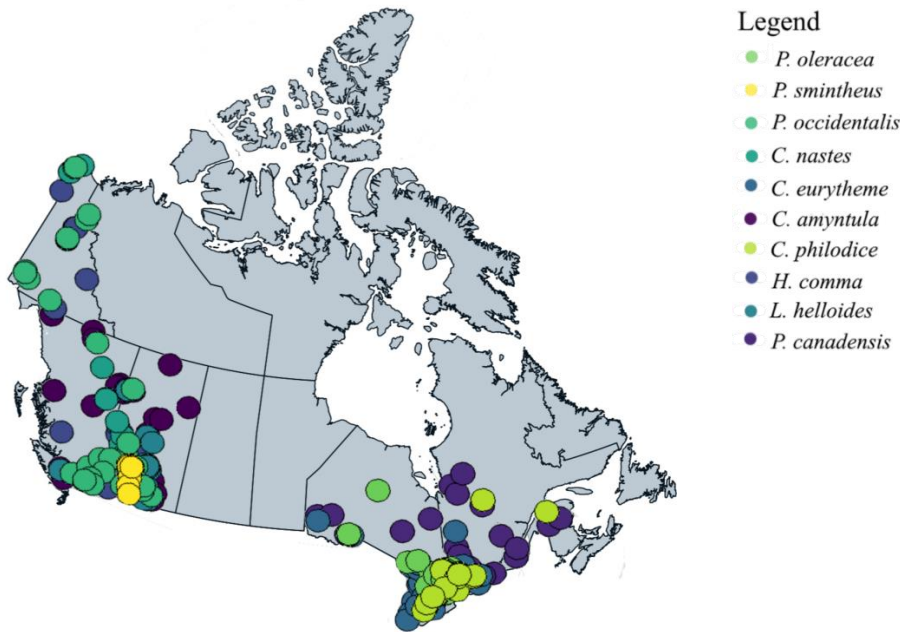 Legend
P. oleracea
P. smintheus
P. occidentalis
C. nastes
C. eurytheme
C. amyntula
C. philodice
H. comma
L. helloides
P. canadensis